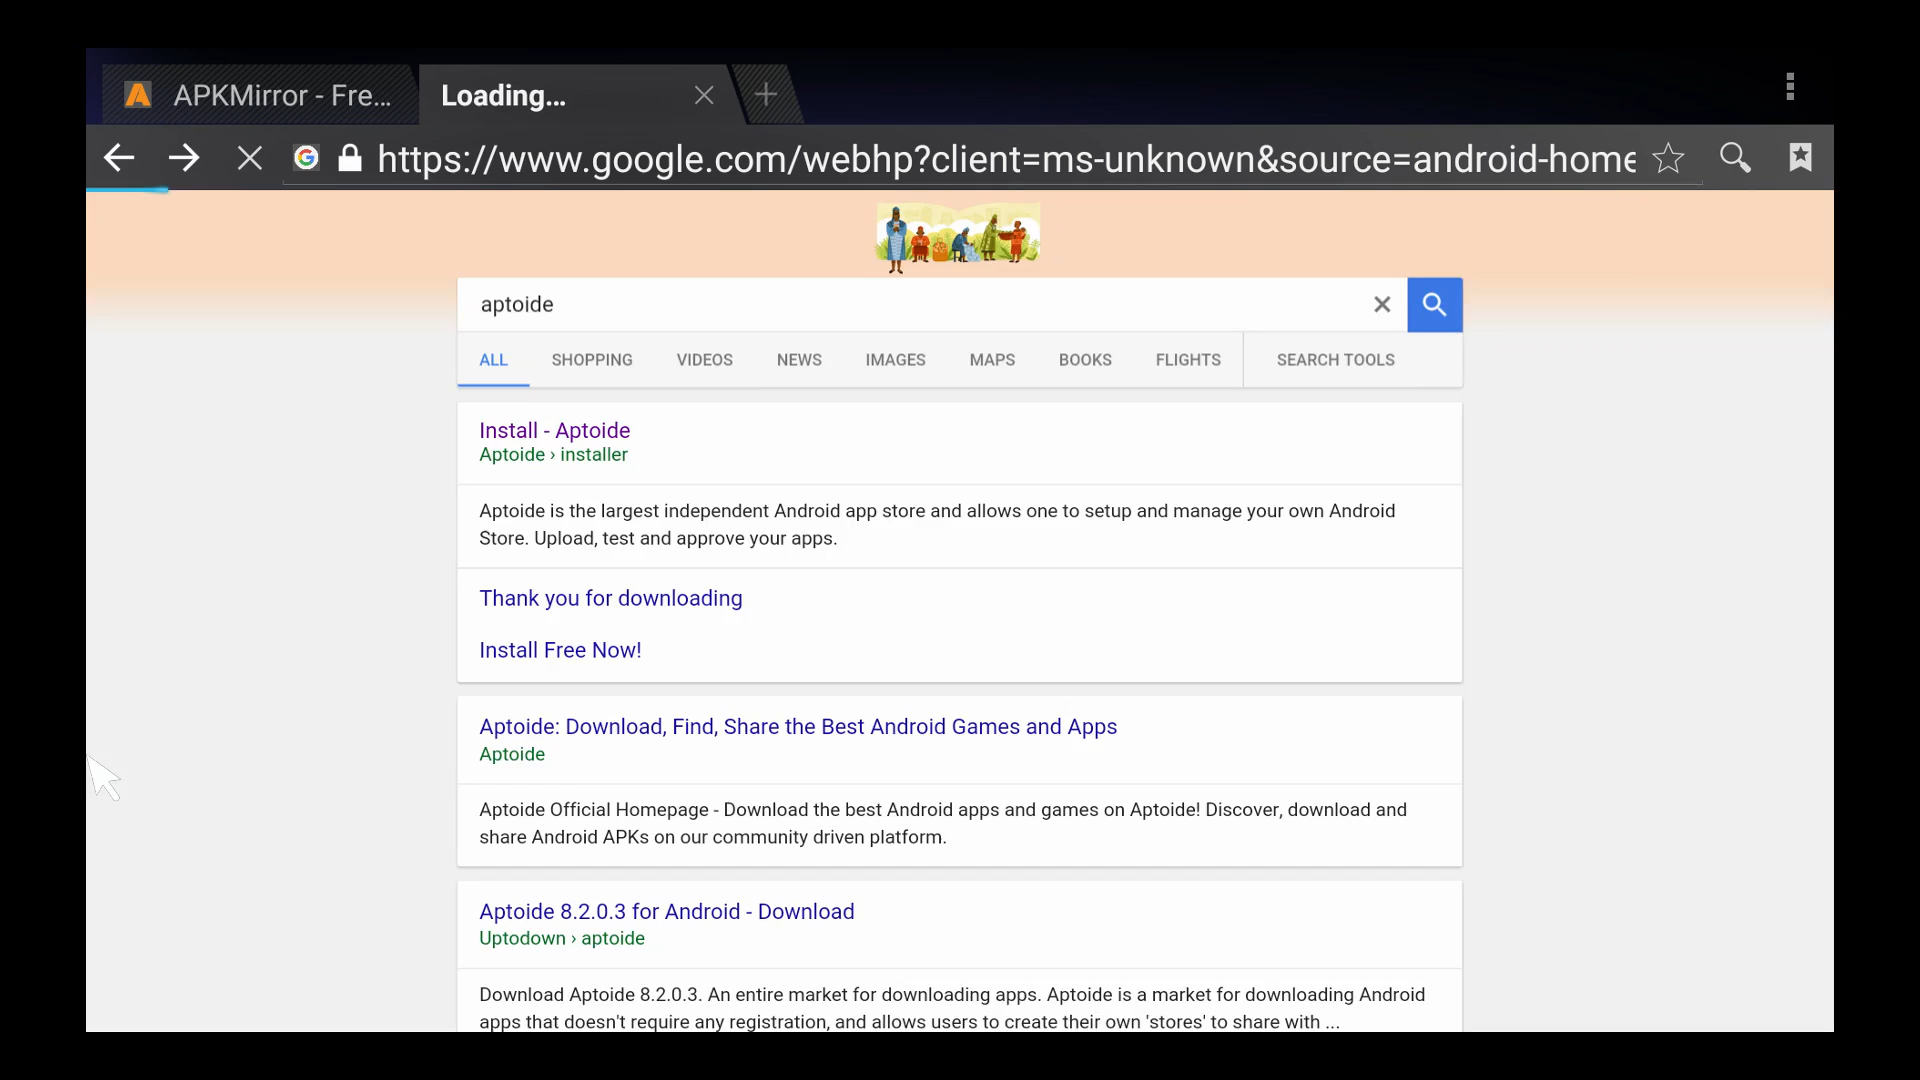 APKMirror - Fre...
Loading...
https://www.google.com/webhp?client=ms-unknown&source=android-home
aptoide
ALL SHOPPING VIDEOS NEWS IMAGES MAPS BOOKS FLIGHTS SEARCH TOOLS
Install - Aptoide
Aptoide › installer
Aptoide is the largest independent Android app store and allows one to setup and manage your own Android
Store. Upload, test and approve your apps.
Thank you for downloading
Install Free Now!
Aptoide: Download, Find, Share the Best Android Games and Apps
Aptoide
Aptoide Official Homepage - Download the best Android apps and games on Aptoide! Discover, download and
share Android APKs on our community driven platform.
Aptoide 8.2.0.3 for Android - Download
Uptodown › aptoide
Download Aptoide 8.2.0.3. An entire market for downloading apps. Aptoide is a market for downloading Android
apps that doesn't require any registration, and allows users to create their own 'stores' to share with ...